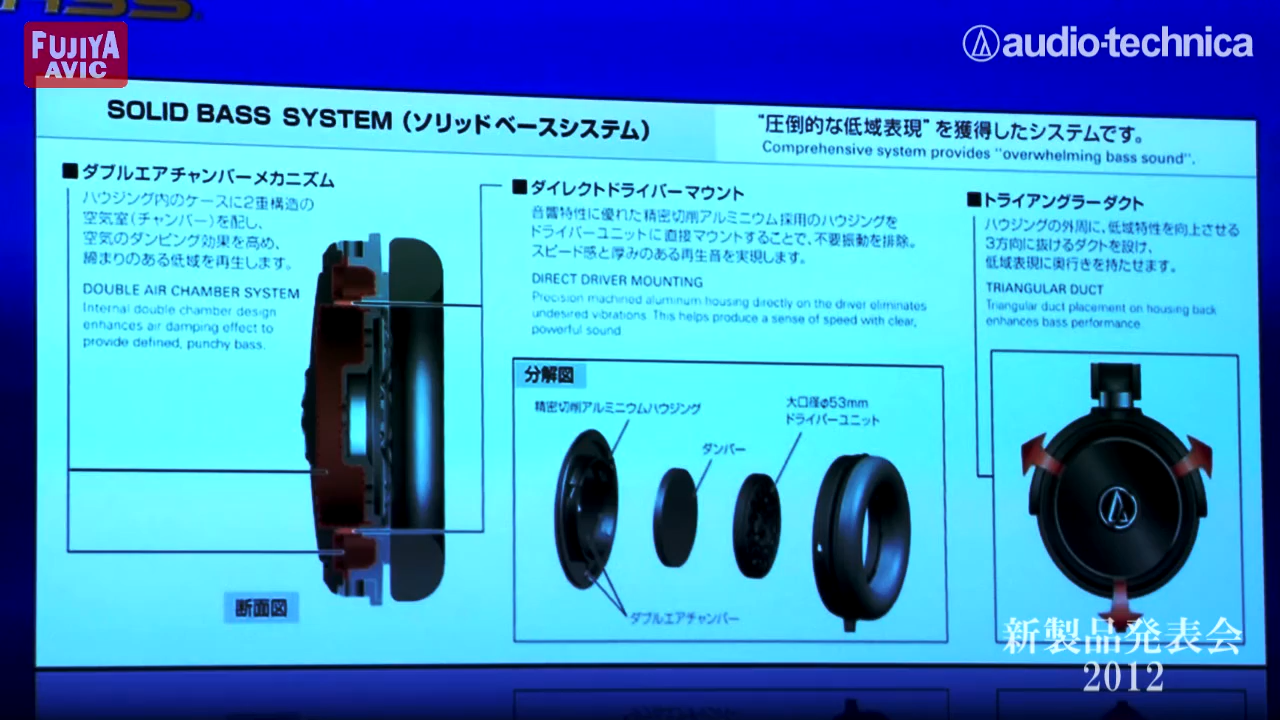 FUJIYA
AVIC
audio-technica
SOLID BASS SYSTEM (ソリッドベースシステム)
"圧倒的な低域表現"を獲得したシステムです。
Comprehensive system provides "overwhelming bass sound".
■ダブルエアチャンバーメカニズム
ハウジング内のケースに2重構造の
空気室(チャンバー)を配し、
空気のダンピング効果を高め、
締まりのある低域を再生します。
DOUBLE AIR CHAMBER SYSTEM
Internal double chamber design
enhances air damping effect to
provide defined, punchy bass.
断面図
■ダイレクトドライバーマウント
音響特性に優れた精密切削アルミニウム採用のハウジングを
ドライバーユニットに直接マウントすることで、不要振動を排除。
スピード感と厚みのある再生音を実現します。
DIRECT DRIVER MOUNTING
Precision machined aluminum housing directly on the driver eliminates
undesired vibrations. This helps produce a sense of speed with clear,
powerful sound.
分解図
精密切削アルミニウムハウジング
ダンパー
大口径φ53mm
ドライバーユニット
ダブルエアチャンバー
■トライアングラーダクト
ハウジングの外周に、低域特性を向上させる
3方向に抜けるダクトを設け、
低域表現に奥行きを持たせます。
TRIANGULAR DUCT
Triangular duct placement on housing back
enhances bass performance.
新製品発表会
2012